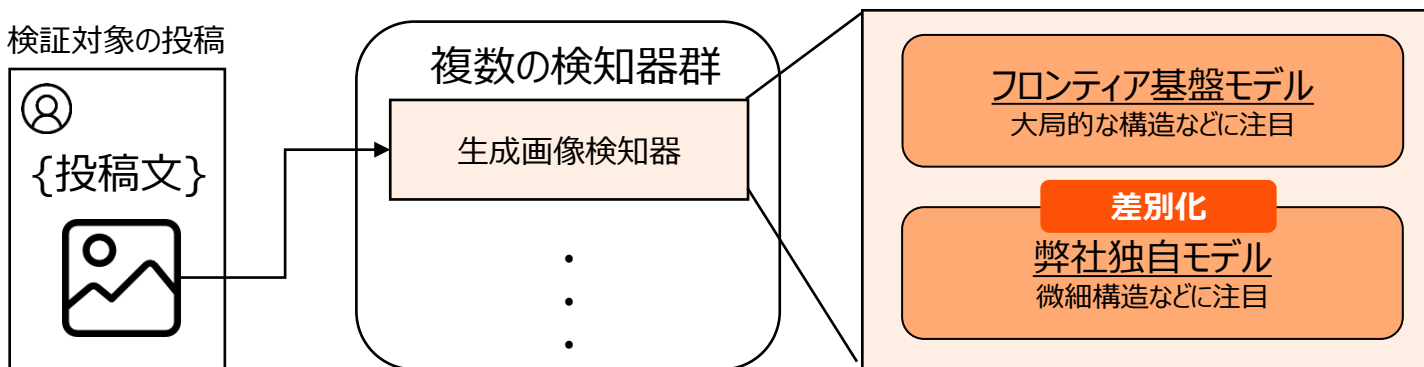 検証対象の投稿
{投稿文}
複数の検知器群
生成画像検知器
フロンティア基盤モデル
大局的な構造などに注目
差別化
弊社独自モデル
微細構造などに注目